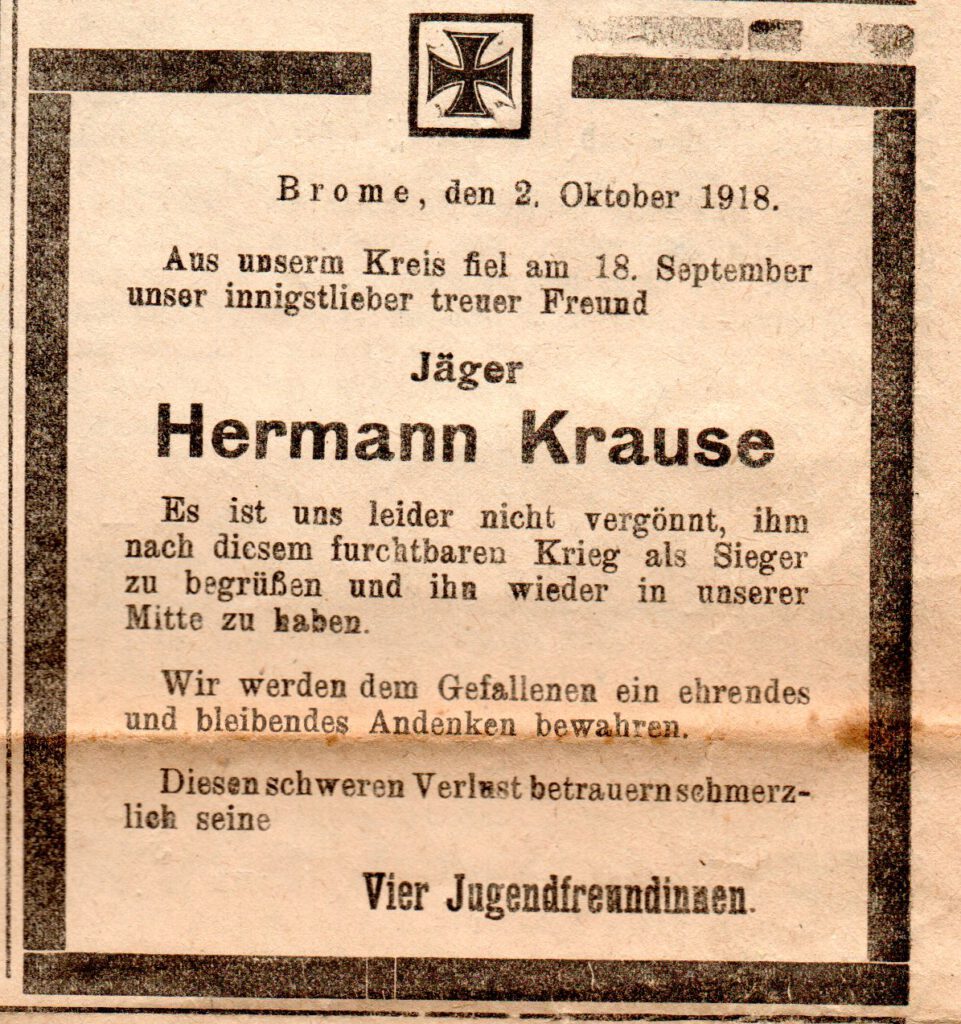 Brome, den 2. Oktober 1918.
Aus unserm Kreis fiel am 18. September
unser innigstlieber treuer Freund
Jäger
Hermann Krause
Es ist uns leider nicht vergönnt, ihm
nach diesem furchtbaren Krieg als Sieger
zu begrüßen und ihn wieder in unserer
Mitte zu haben.
Wir werden dem Gefallenen ein ehrendes
und bleibendes Andenken bewahren.
Diesen schweren Verlust betrauern schmerz-
lich seine
Vier Jugendfreundinnen.